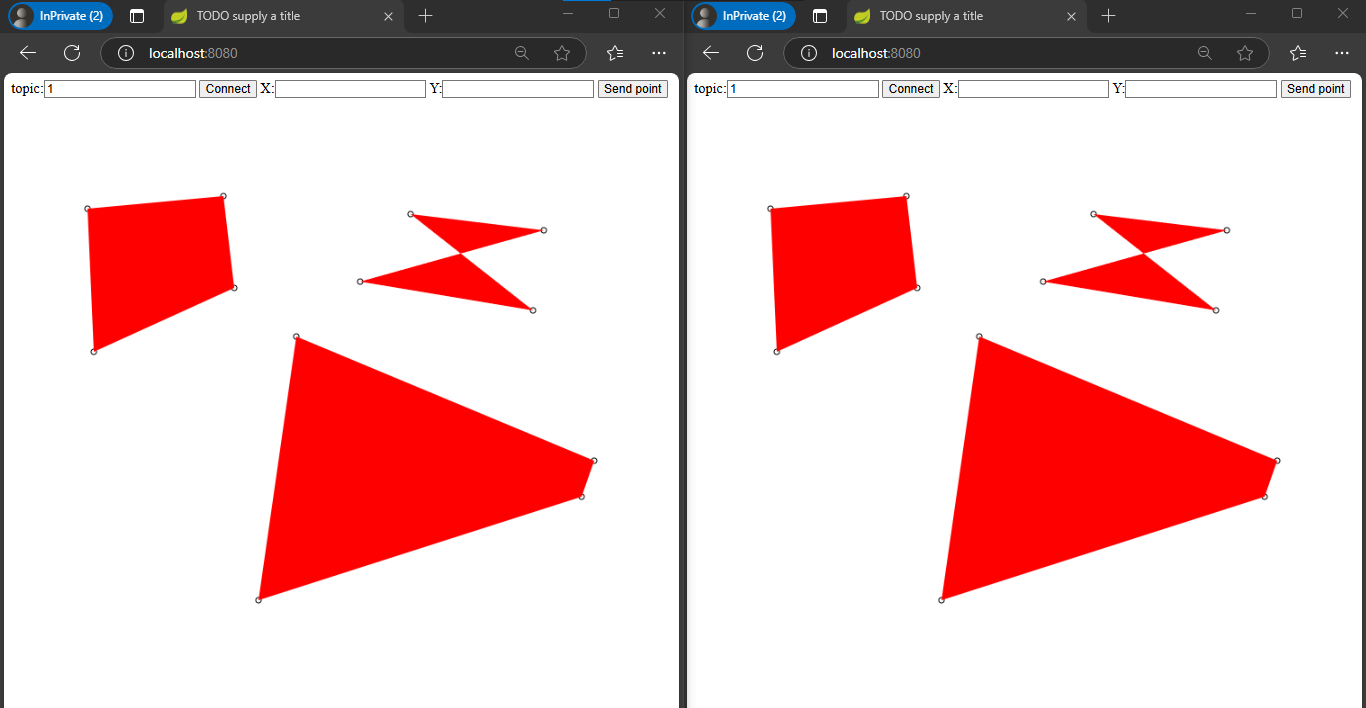 InPrivate (2) TODO supply a title
localhost:8080
topic:1 Connect X: Y: Send point
InPrivate (2) TODO supply a title
localhost:8080
topic:1 Connect X: Y: Send point